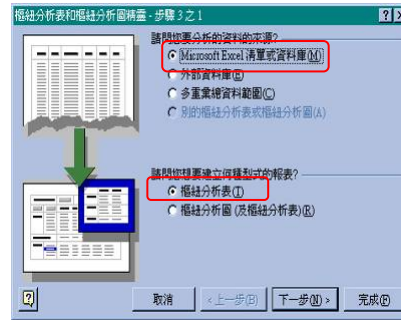 樞紐分析表和樞紐分析圖精靈 - 步驟 3 之 1
請問您要分析的資料的來源?
Microsoft Excel 清單或資料庫(M)
外部資料庫(E)
多重彙總資料範圍(C)
別的樞紐分析表或樞紐分析圖(A)
請問您想要建立何種型式的報表?
樞紐分析表(T)
樞紐分析圖 (及樞紐分析表)(R)
取消 <上一步(B) 下一步(N)> 完成(F)